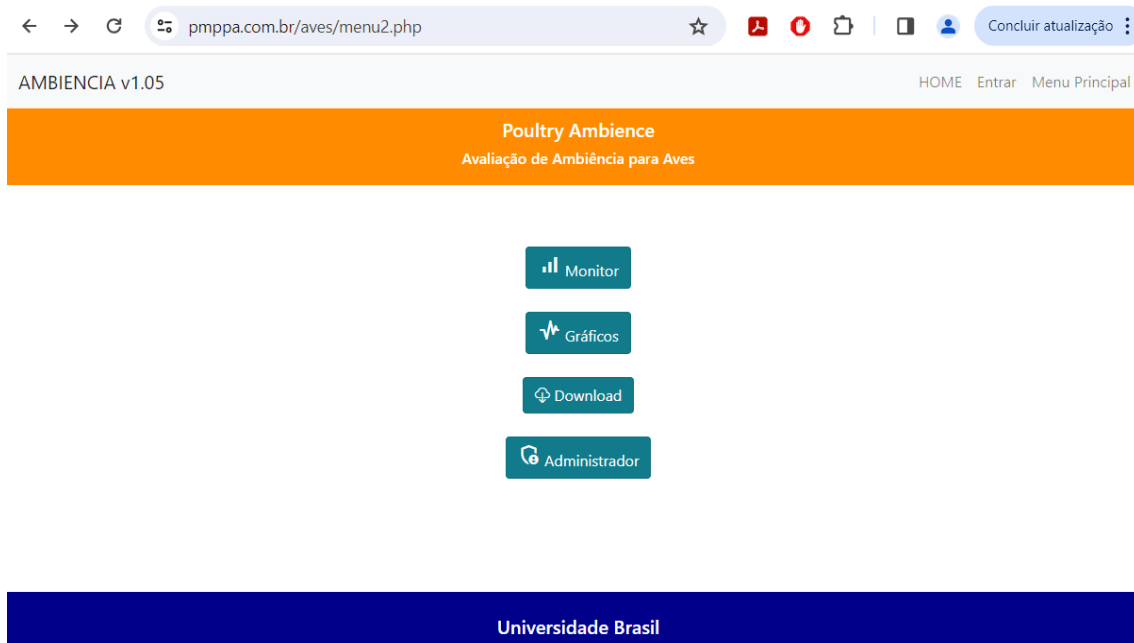 pmppa.com.br/aves/menu2.php
Concluir atualização
AMBIENCIA v1.05
HOME Entrar Menu Principal
Poultry Ambience
Avaliação de Ambiência para Aves
Monitor
Gráficos
Download
Administrador
Universidade Brasil